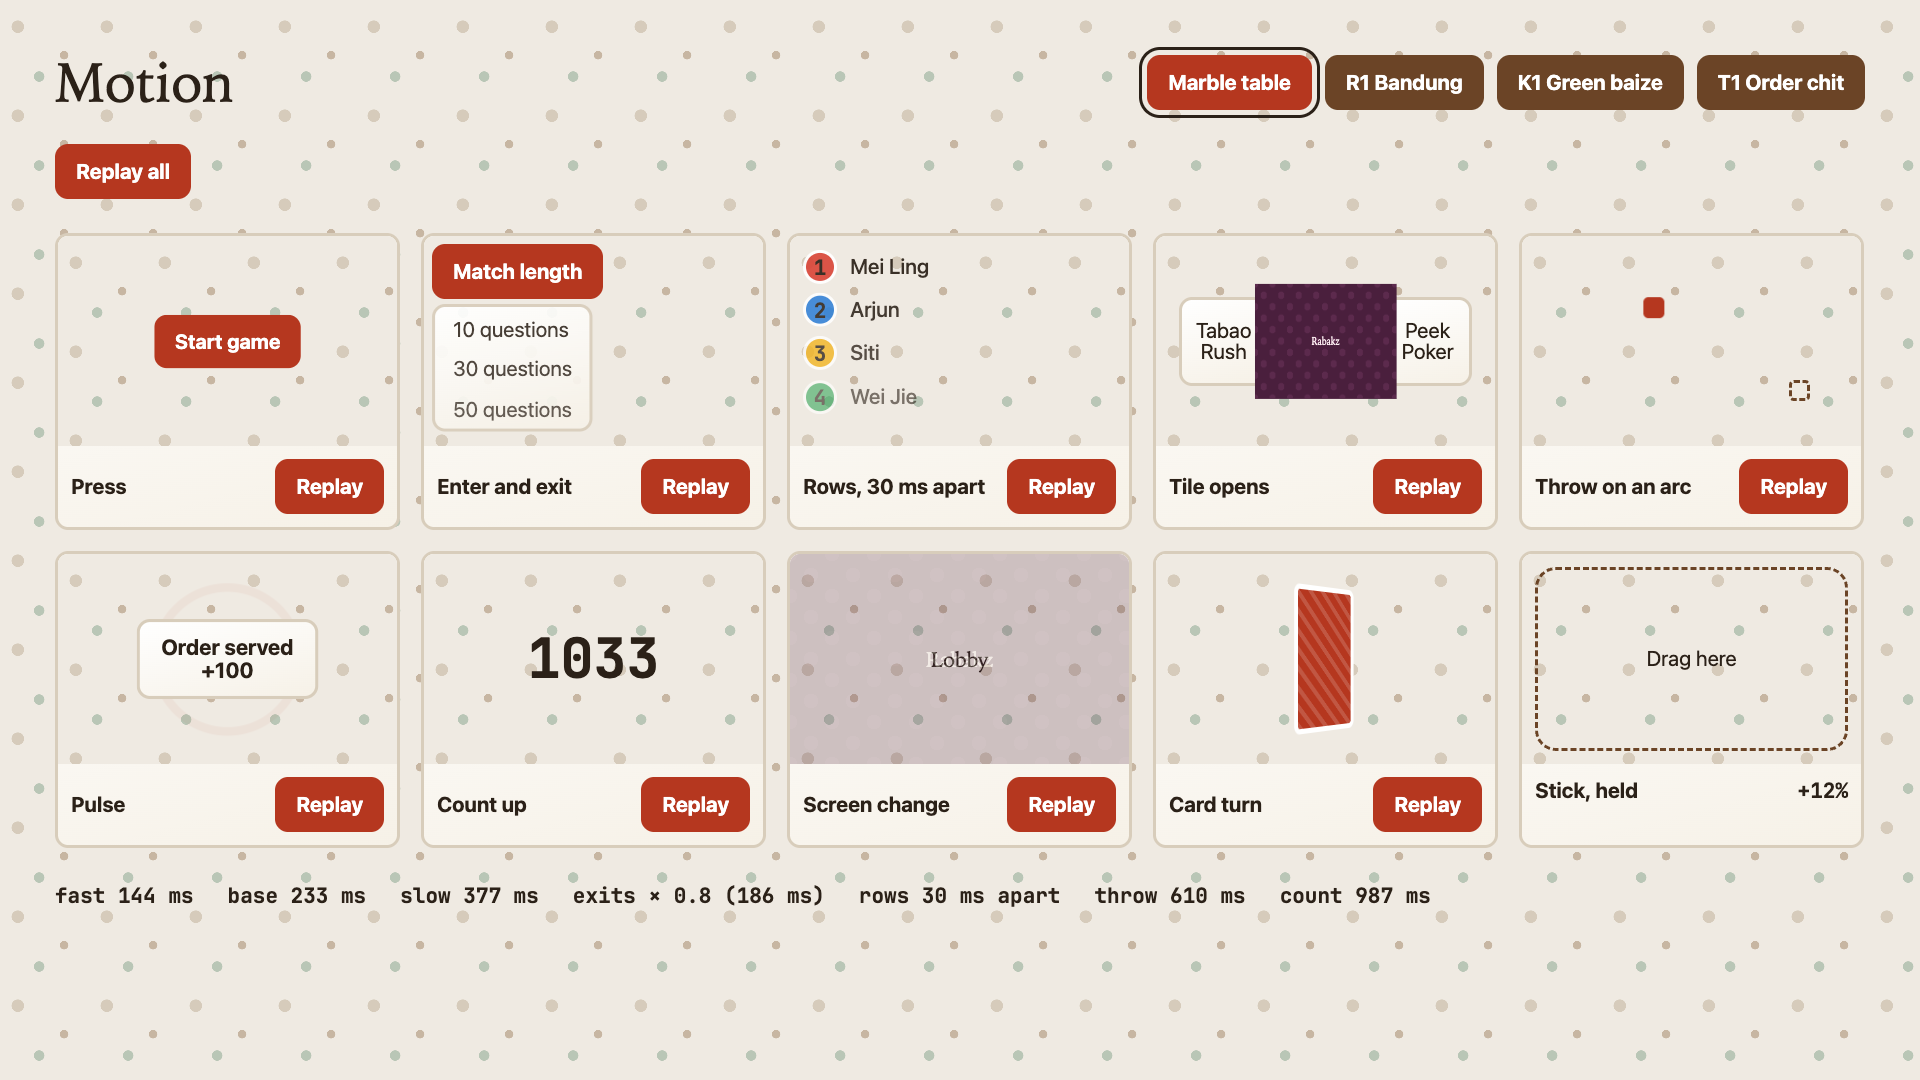 Motion
Marble table
R1 Bandung
K1 Green baize
T1 Order chit
Replay all
Start game
Press
Replay
Match length
10 questions
30 questions
50 questions
Enter and exit
Replay
1 Mei Ling
2 Arjun
3 Siti
4 Wei Jie
Rows, 30 ms apart
Replay
Tabao
Rush
Rabakz
Peek
Poker
Tile opens
Replay
Throw on an arc
Replay
Order served
+100
Pulse
Replay
1033
Count up
Replay
Lobby
Screen change
Replay
Card turn
Replay
Drag here
Stick, held
+12%
fast 144 ms base 233 ms slow 377 ms exits × 0.8 (186 ms) rows 30 ms apart throw 610 ms count 987 ms